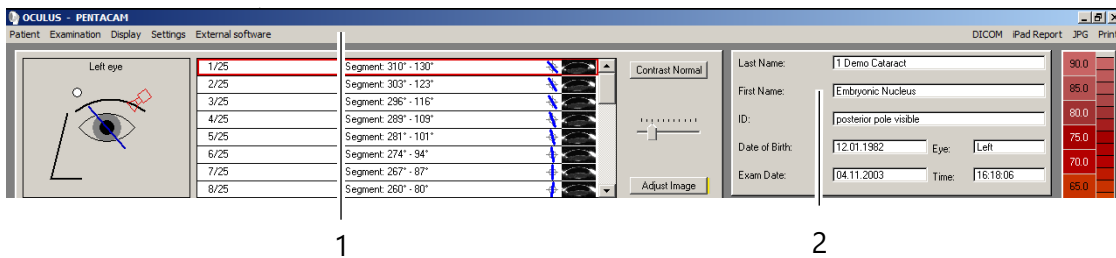 OCULUS - PENTACAM
Patient Examination Display Settings External software DICOM iPad Report JPG Print
Left eye
1/25 Segment: 310° - 130°
2/25 Segment: 303° - 123°
3/25 Segment: 296° - 116°
4/25 Segment: 289° - 109°
5/25 Segment: 281° - 101°
6/25 Segment: 274° - 94°
7/25 Segment: 267° - 87°
8/25 Segment: 260° - 80°
Contrast Normal
Adjust Image
Last Name: 1 Demo Cataract
First Name: Embryonic Nucleus
ID: posterior pole visible
Date of Birth: 12.01.1982 Eye: Left
Exam Date: 04.11.2003 Time: 16:18:06
90.0
85.0
80.0
75.0
70.0
65.0
1 2